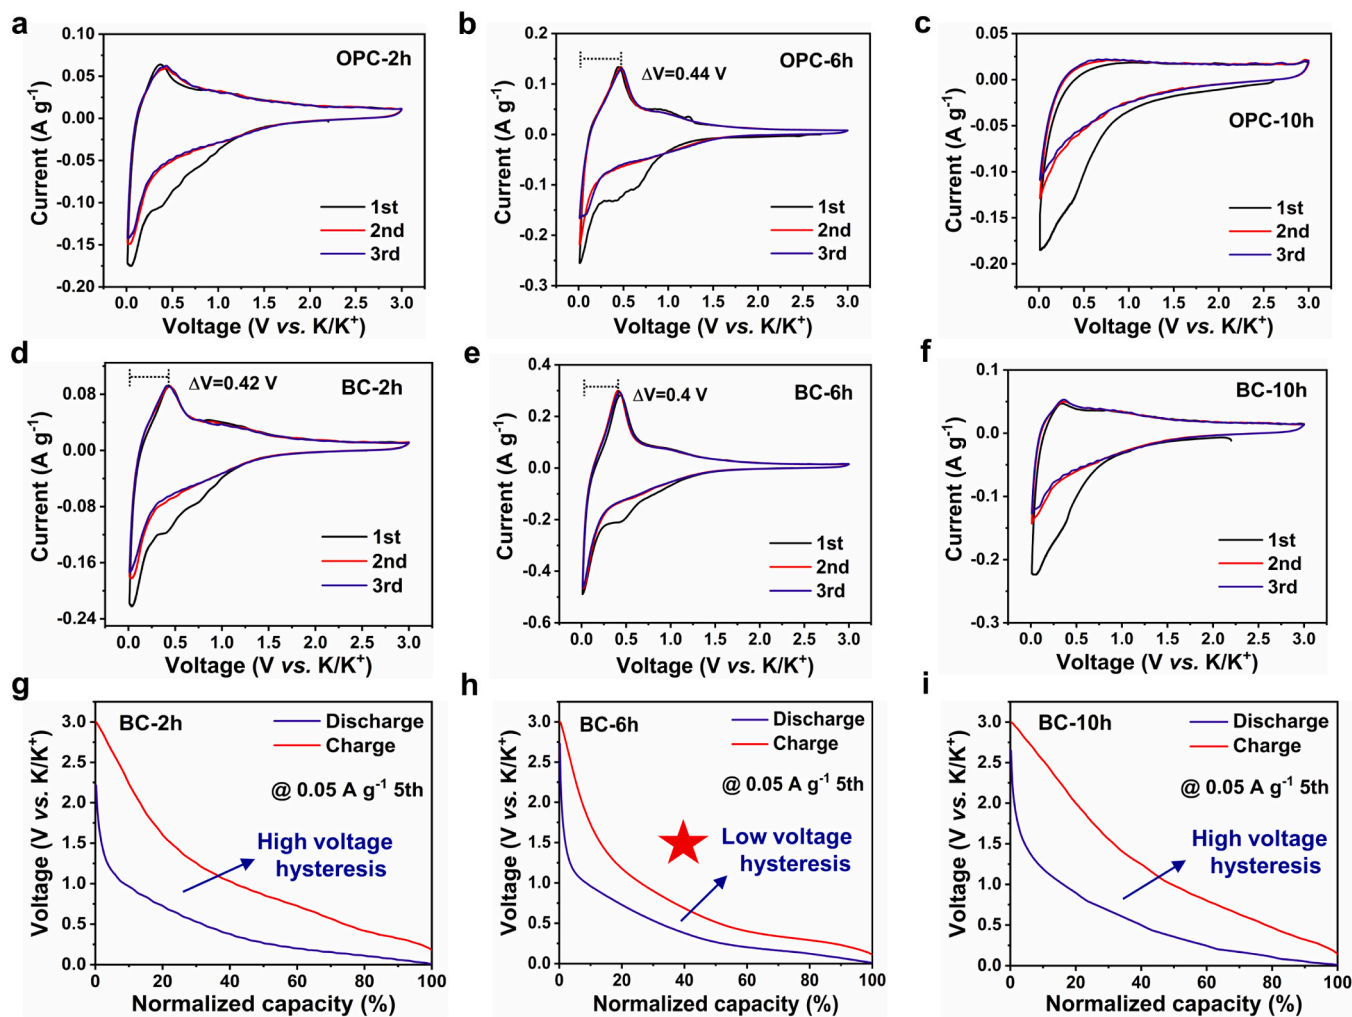 a
OPC-2h
0.10
0.05
0.00
-0.05
-0.10
-0.15
-0.20
Current (A g⁻¹)
1st
2nd
3rd
0.0 0.5 1.0 1.5 2.0 2.5 3.0
Voltage (V vs. K/K⁺)
b
OPC-6h
ΔV=0.44 V
0.2
0.1
0.0
-0.1
-0.2
-0.3
Current (A g⁻¹)
1st
2nd
3rd
0.0 0.5 1.0 1.5 2.0 2.5 3.0
Voltage (V vs. K/K⁺)
c
OPC-10h
0.05
0.00
-0.05
-0.10
-0.15
-0.20
Current (A g⁻¹)
1st
2nd
3rd
0.0 0.5 1.0 1.5 2.0 2.5 3.0
Voltage (V vs. K/K⁺)
d
BC-2h
ΔV=0.42 V
0.08
0.00
-0.08
-0.16
-0.24
Current (A g⁻¹)
1st
2nd
3rd
0.0 0.5 1.0 1.5 2.0 2.5 3.0
Voltage (V vs. K/K⁺)
e
BC-6h
ΔV=0.4 V
0.4
0.2
0.0
-0.2
-0.4
-0.6
Current (A g⁻¹)
1st
2nd
3rd
0.0 0.5 1.0 1.5 2.0 2.5 3.0
Voltage (V vs. K/K⁺)
f
BC-10h
0.1
0.0
-0.1
-0.2
-0.3
Current (A g⁻¹)
1st
2nd
3rd
0.0 0.5 1.0 1.5 2.0 2.5 3.0
Voltage (V vs. K/K⁺)
g
BC-2h
Discharge
Charge
@ 0.05 A g⁻¹ 5th
High voltage
hysteresis
3.0
2.5
2.0
1.5
1.0
0.5
0.0
Voltage (V vs. K/K⁺)
0 20 40 60 80 100
Normalized capacity (%)
h
BC-6h
Discharge
Charge
@ 0.05 A g⁻¹ 5th
Low voltage
hysteresis
3.0
2.5
2.0
1.5
1.0
0.5
0.0
Voltage (V vs. K/K⁺)
0 20 40 60 80 100
Normalized capacity (%)
i
BC-10h
Discharge
Charge
@ 0.05 A g⁻¹ 5th
High voltage
hysteresis
3.0
2.5
2.0
1.5
1.0
0.5
0.0
Voltage (V vs. K/K⁺)
0 20 40 60 80 100
Normalized capacity (%)